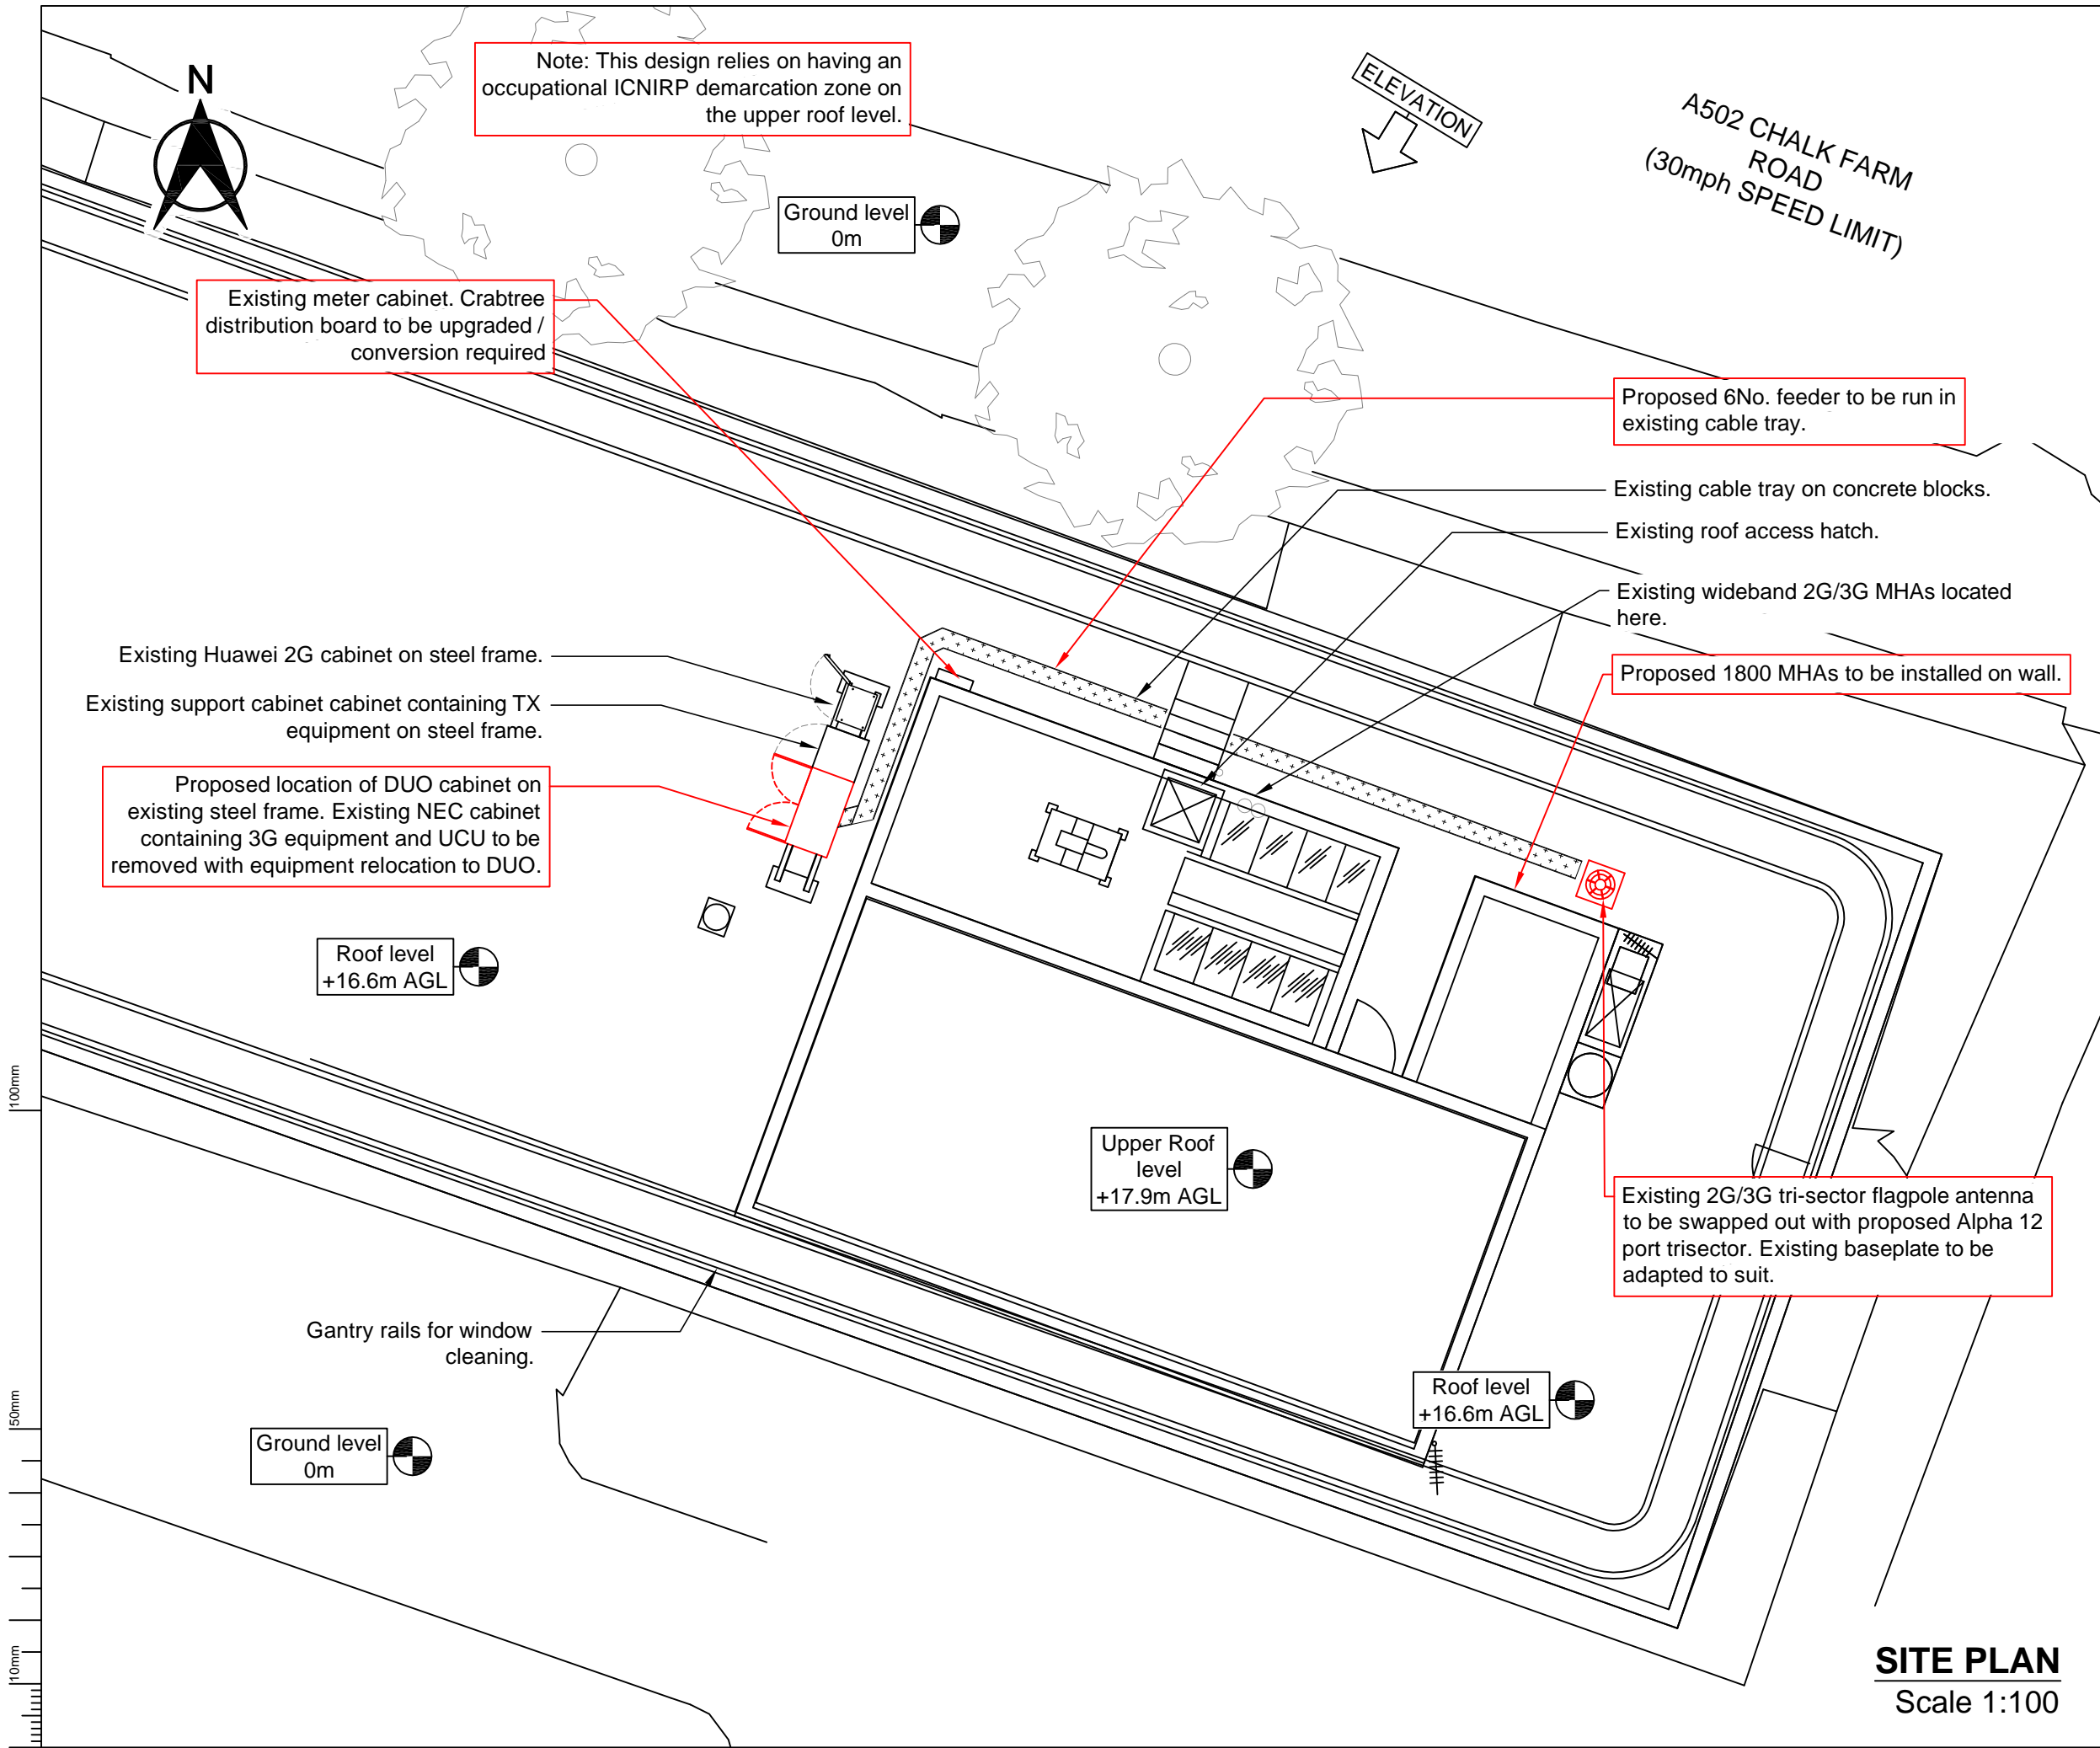 N
Note: This design relies on having an
occupational ICNIRP demarcation zone on
the upper roof level.
ELEVATION
A502 CHALK FARM
ROAD
(30mph SPEED LIMIT)
Ground level
0m
Existing meter cabinet. Crabtree
distribution board to be upgraded /
conversion required
Proposed 6No. feeder to be run in
existing cable tray.
Existing cable tray on concrete blocks.
Existing roof access hatch.
Existing wideband 2G/3G MHAs located
here.
Proposed 1800 MHAs to be installed on wall.
Existing Huawei 2G cabinet on steel frame.
Existing support cabinet cabinet containing TX
equipment on steel frame.
Proposed location of DUO cabinet on
existing steel frame. Existing NEC cabinet
containing 3G equipment and UCU to be
removed with equipment relocation to DUO.
Roof level
+16.6m AGL
Upper Roof
level
+17.9m AGL
Existing 2G/3G tri-sector flagpole antenna
to be swapped out with proposed Alpha 12
port trisector. Existing baseplate to be
adapted to suit.
Gantry rails for window
cleaning.
Roof level
+16.6m AGL
Ground level
0m
100mm
50mm
10mm
SITE PLAN
Scale 1:100